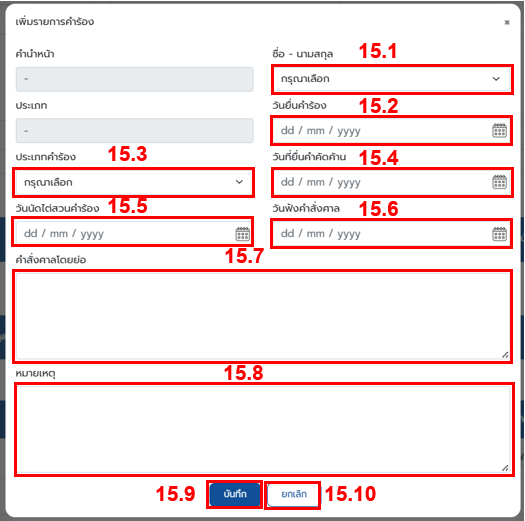 เพิ่มรายการคำร้อง ×
คำนำหน้า ชื่อ - นามสกุล 15.1
- กรุณาเลือก
ประเภท วันยื่นคำร้อง 15.2
- dd / mm / yyyy
ประเภทคำร้อง 15.3 วันที่ยื่นคำคัดค้าน 15.4
กรุณาเลือก dd / mm / yyyy
วันนัดไต่สวนคำร้อง 15.5 วันฟังคำสั่งศาล 15.6
dd / mm / yyyy dd / mm / yyyy
คำสั่งศาลโดยย่อ 15.7
หมายเหตุ 15.8
15.9 บันทึก ยกเลิก 15.10